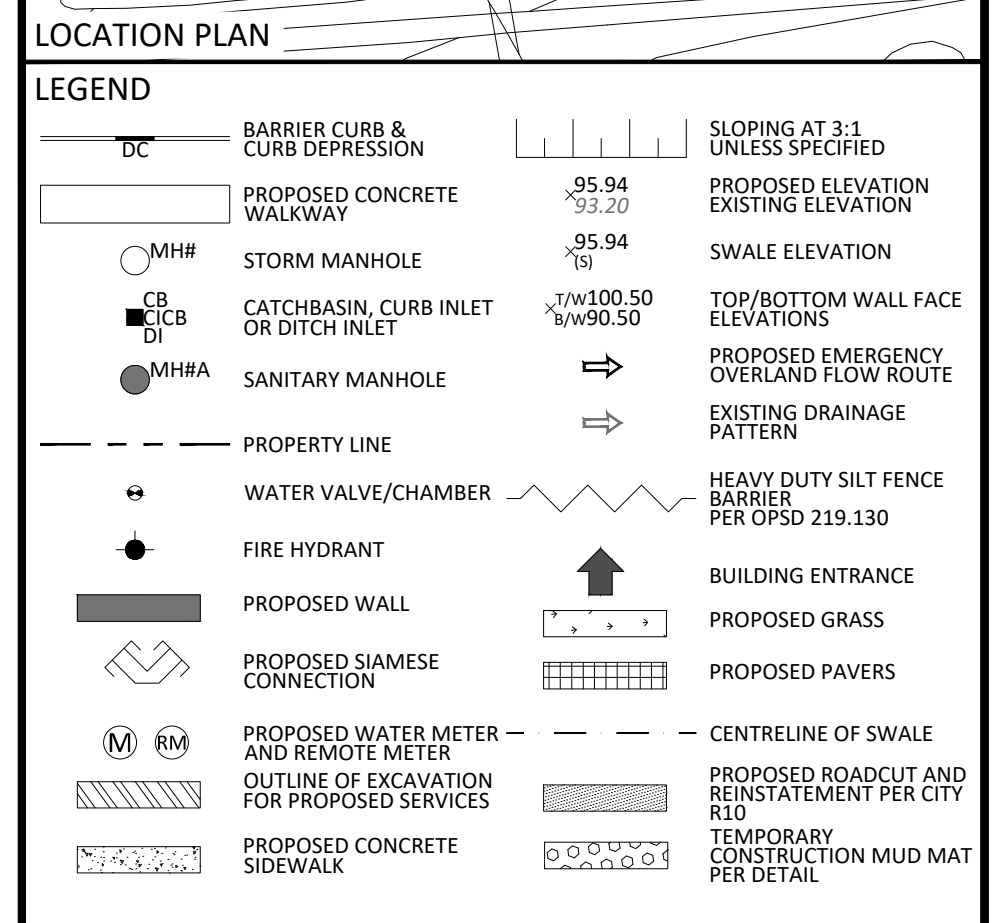 LOCATION PLAN
LEGEND
DC
BARRIER CURB &
CURB DEPRESSION
PROPOSED CONCRETE
WALKWAY
MH#
STORM MANHOLE
CB
CICB
DI
CATCHBASIN, CURB INLET
OR DITCH INLET
MH#A
SANITARY MANHOLE
PROPERTY LINE
WATER VALVE/CHAMBER
FIRE HYDRANT
PROPOSED WALL
PROPOSED SIAMESE
CONNECTION
M RM
PROPOSED WATER METER
AND REMOTE METER
OUTLINE OF EXCAVATION
FOR PROPOSED SERVICES
PROPOSED CONCRETE
SIDEWALK
SLOPING AT 3:1
UNLESS SPECIFIED
95.94
93.20
PROPOSED ELEVATION
EXISTING ELEVATION
95.94
(S)
SWALE ELEVATION
T/W100.50
B/W90.50
TOP/BOTTOM WALL FACE
ELEVATIONS
PROPOSED EMERGENCY
OVERLAND FLOW ROUTE
EXISTING DRAINAGE
PATTERN
HEAVY DUTY SILT FENCE
BARRIER
PER OPSD 219.130
BUILDING ENTRANCE
PROPOSED GRASS
PROPOSED PAVERS
CENTRELINE OF SWALE
PROPOSED ROADCUT AND
REINSTATEMENT PER CITY
R10
TEMPORARY
CONSTRUCTION MUD MAT
PER DETAIL